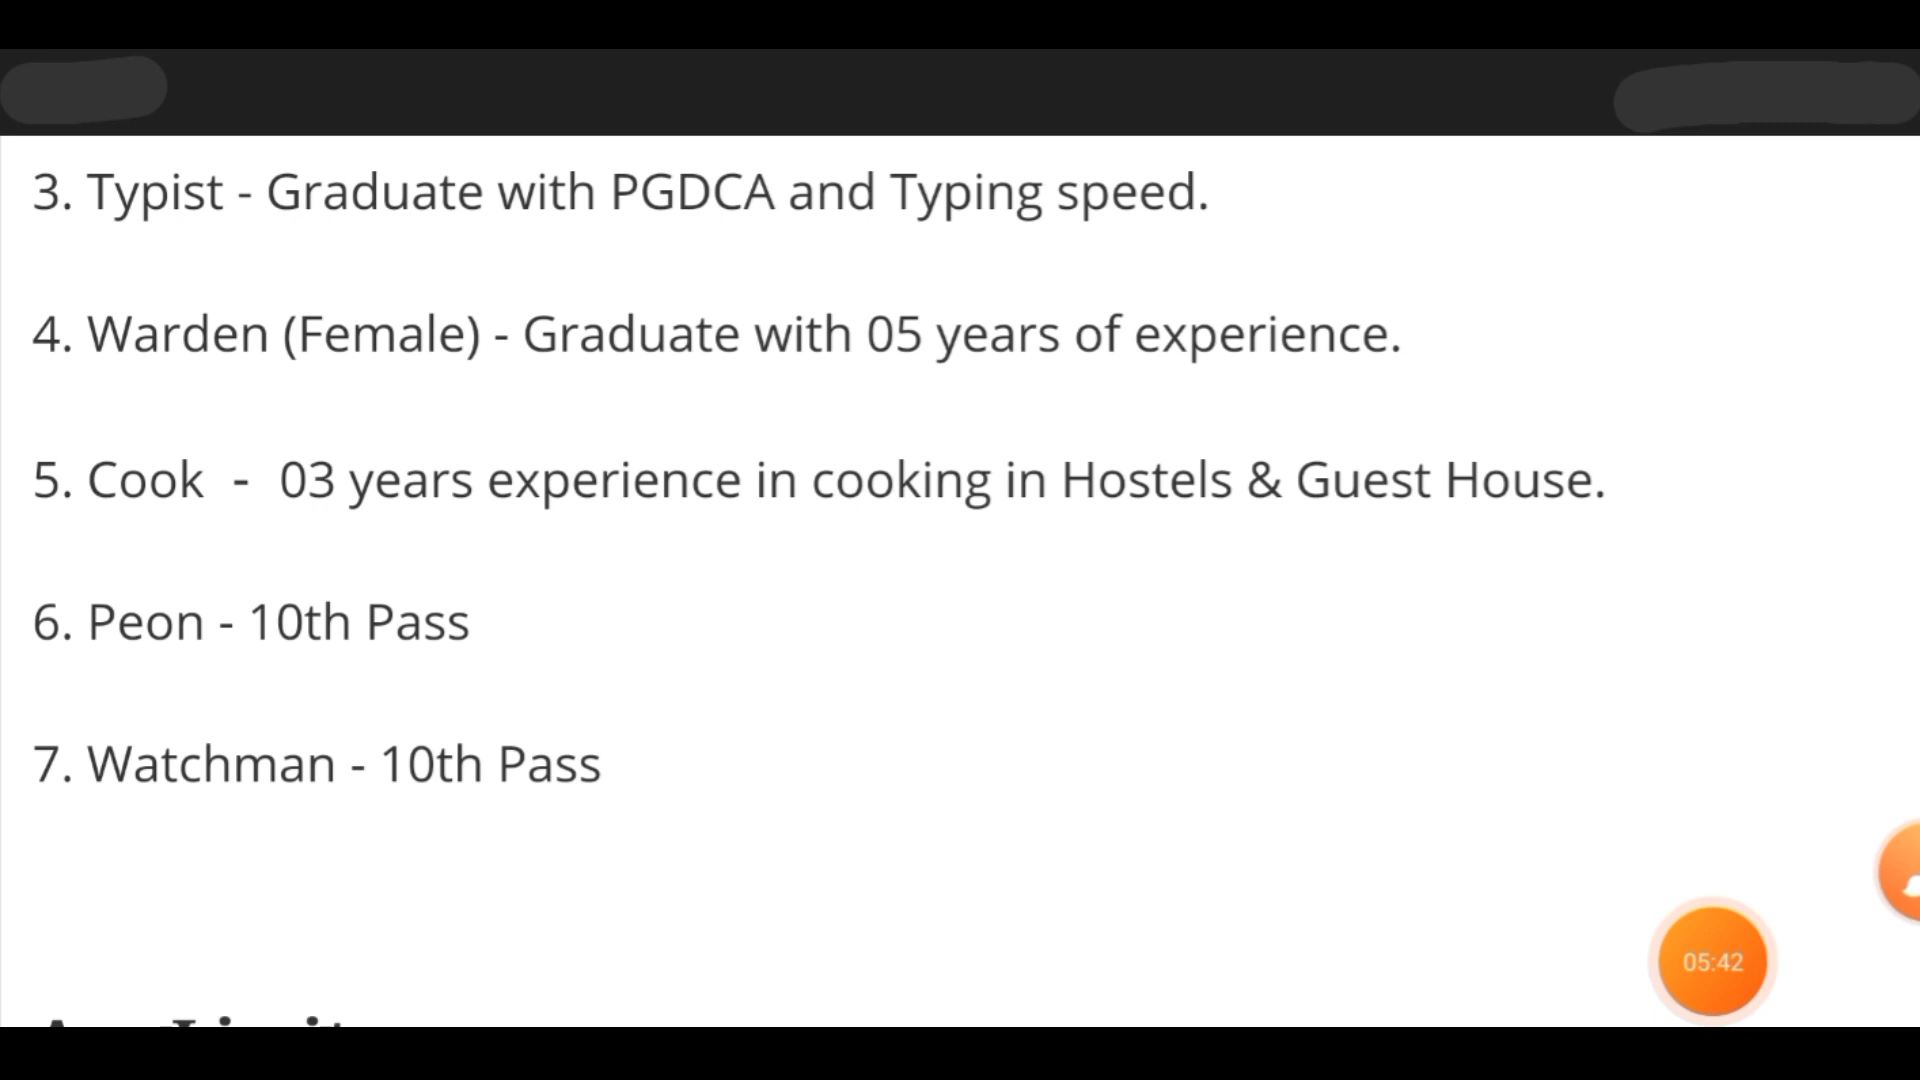 3. Typist - Graduate with PGDCA and Typing speed.
4. Warden (Female) - Graduate with 05 years of experience.
5. Cook - 03 years experience in cooking in Hostels & Guest House.
6. Peon - 10th Pass
7. Watchman - 10th Pass
05:42